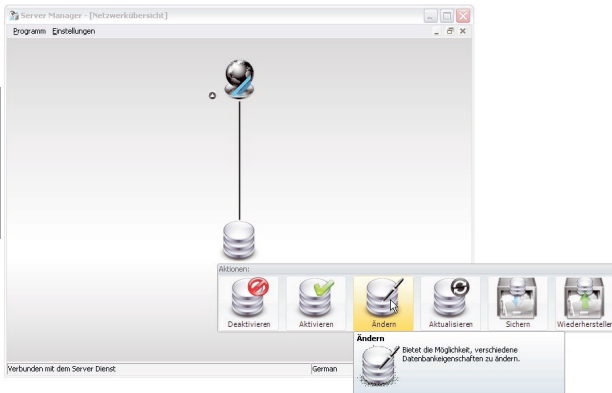 Server Manager - [Netzwerkübersicht]
Programm Einstellungen
Aktionen:
Deaktivieren Aktivieren Ändern Aktualisieren Sichern Wiederherstellen
Ändern
Bietet die Möglichkeit, verschiedene
Datenbankeigenschaften zu ändern.
Verbunden mit dem Server Dienst German